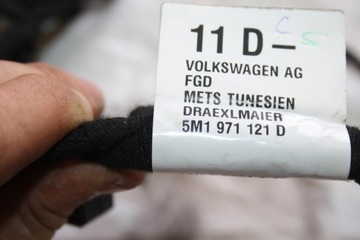 11 D-
VOLKSWAGEN AG
FGD
METS TUNESIEN
DRAEXLMAIER
5M1 971 121 D